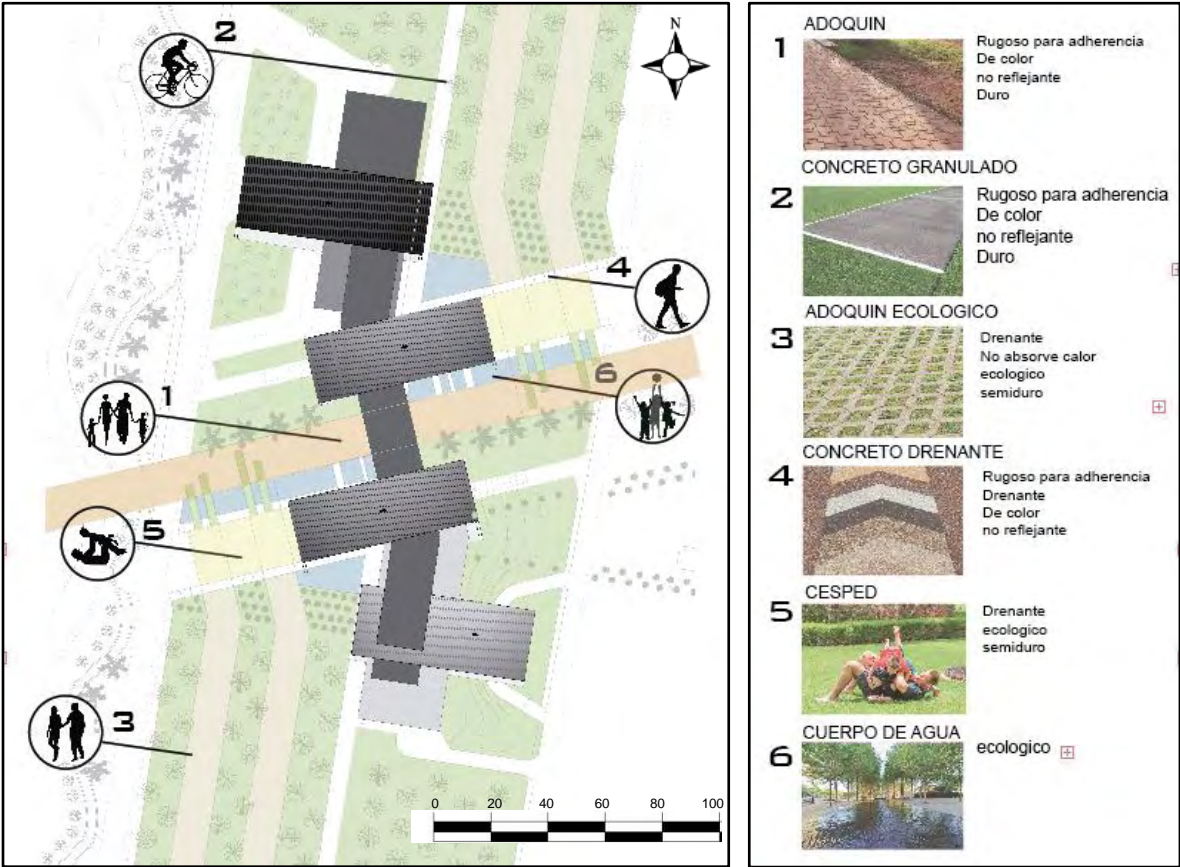 2
N
4
6
1
5
3
0 20 40 60 80 100
ADOQUIN
1
Rugoso para adherencia
De color
no reflejante
Duro
CONCRETO GRANULADO
2
Rugoso para adherencia
De color
no reflejante
Duro
ADOQUIN ECOLOGICO
3
Drenante
No absorve calor
ecologico
semiduro
CONCRETO DRENANTE
4
Rugoso para adherencia
Drenante
De color
no reflejante
CESPED
5
Drenante
ecologico
semiduro
CUERPO DE AGUA
6
ecologico